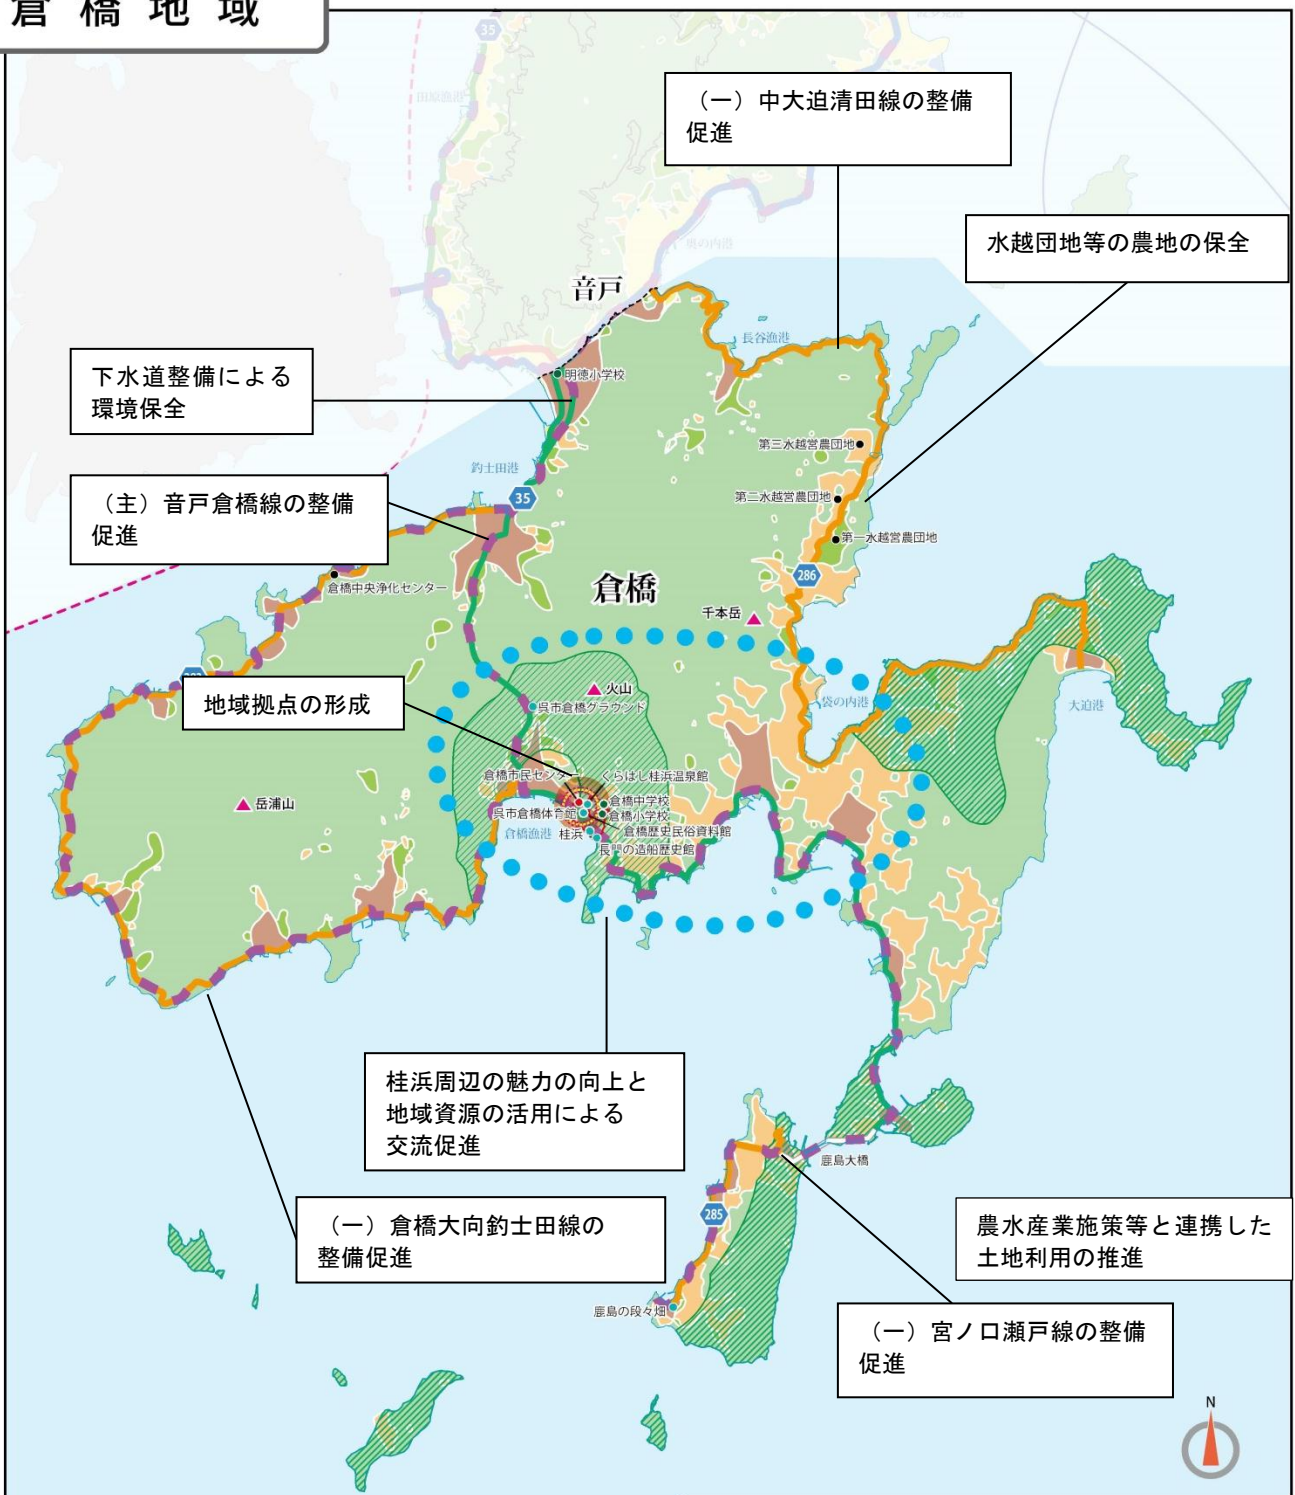 倉橋地域
35
田原漁港
（一）中大迫清田線の整備
促進
奥の内港
水越団地等の農地の保全
音戸
長谷漁港
下水道整備による
環境保全
明徳小学校
第三水越営農団地
釣士田港
35
第二水越営農団地
（主）音戸倉橋線の整備
促進
第一水越営農団地
倉橋中央浄化センター
286
倉橋
千本岳
火山
地域拠点の形成
呉市倉橋グラウンド
袋の内港
大迫港
倉橋市民センター
くらはし桂浜温泉館
岳浦山
倉橋中学校
呉市倉橋体育館
倉橋小学校
倉橋漁港
桂浜
倉橋歴史民俗資料館
長門の造船歴史館
桂浜周辺の魅力の向上と
地域資源の活用による
交流促進
鹿島大橋
（一）倉橋大向釣士田線の
整備促進
285
農水産業施策等と連携した
土地利用の推進
鹿島の段々畑
（一）宮ノ口瀬戸線の整備
促進
N